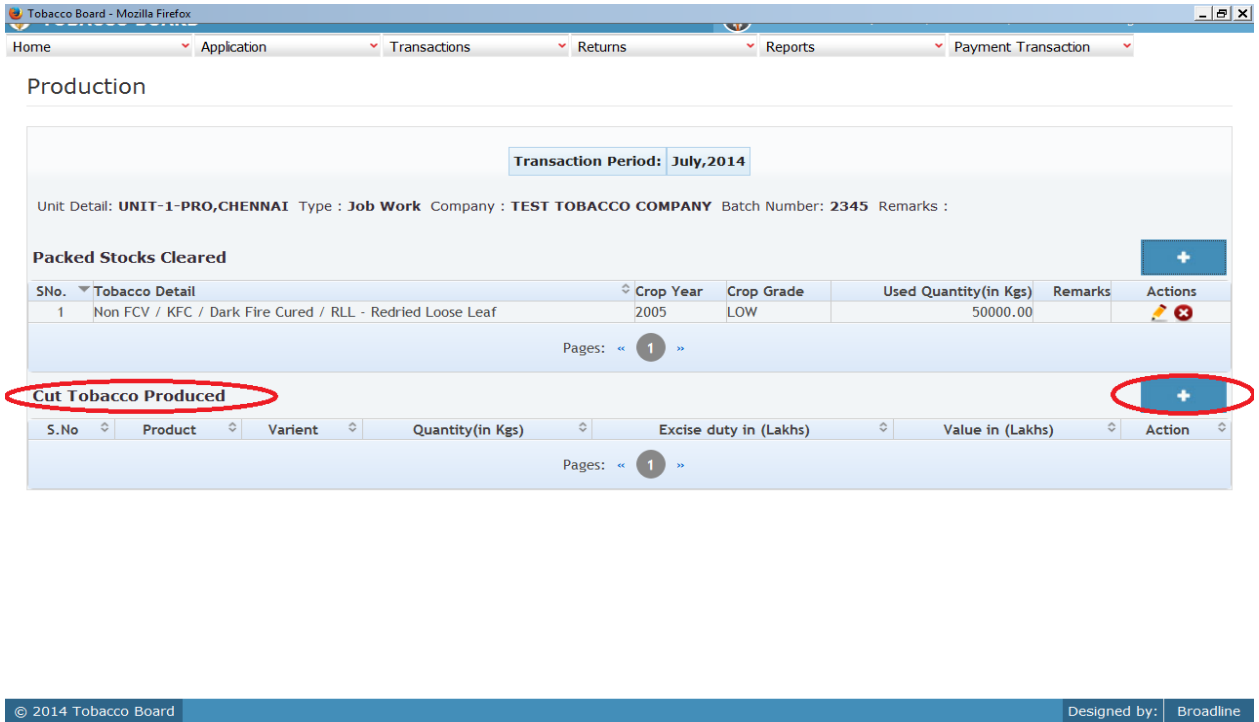 Tobacco Board - Mozilla Firefox
Home Application Transactions Returns Reports Payment Transaction
Production
Transaction Period: July,2014
Unit Detail: UNIT-1-PRO,CHENNAI Type : Job Work Company : TEST TOBACCO COMPANY Batch Number: 2345 Remarks :
Packed Stocks Cleared +
SNo. Tobacco Detail Crop Year Crop Grade Used Quantity(in Kgs) Remarks Actions
1 Non FCV / KFC / Dark Fire Cured / RLL - Redried Loose Leaf 2005 LOW 50000.00
Pages: « 1 »
Cut Tobacco Produced +
S.No Product Varient Quantity(in Kgs) Excise duty in (Lakhs) Value in (Lakhs) Action
Pages: « 1 »
© 2014 Tobacco Board Designed by: Broadline